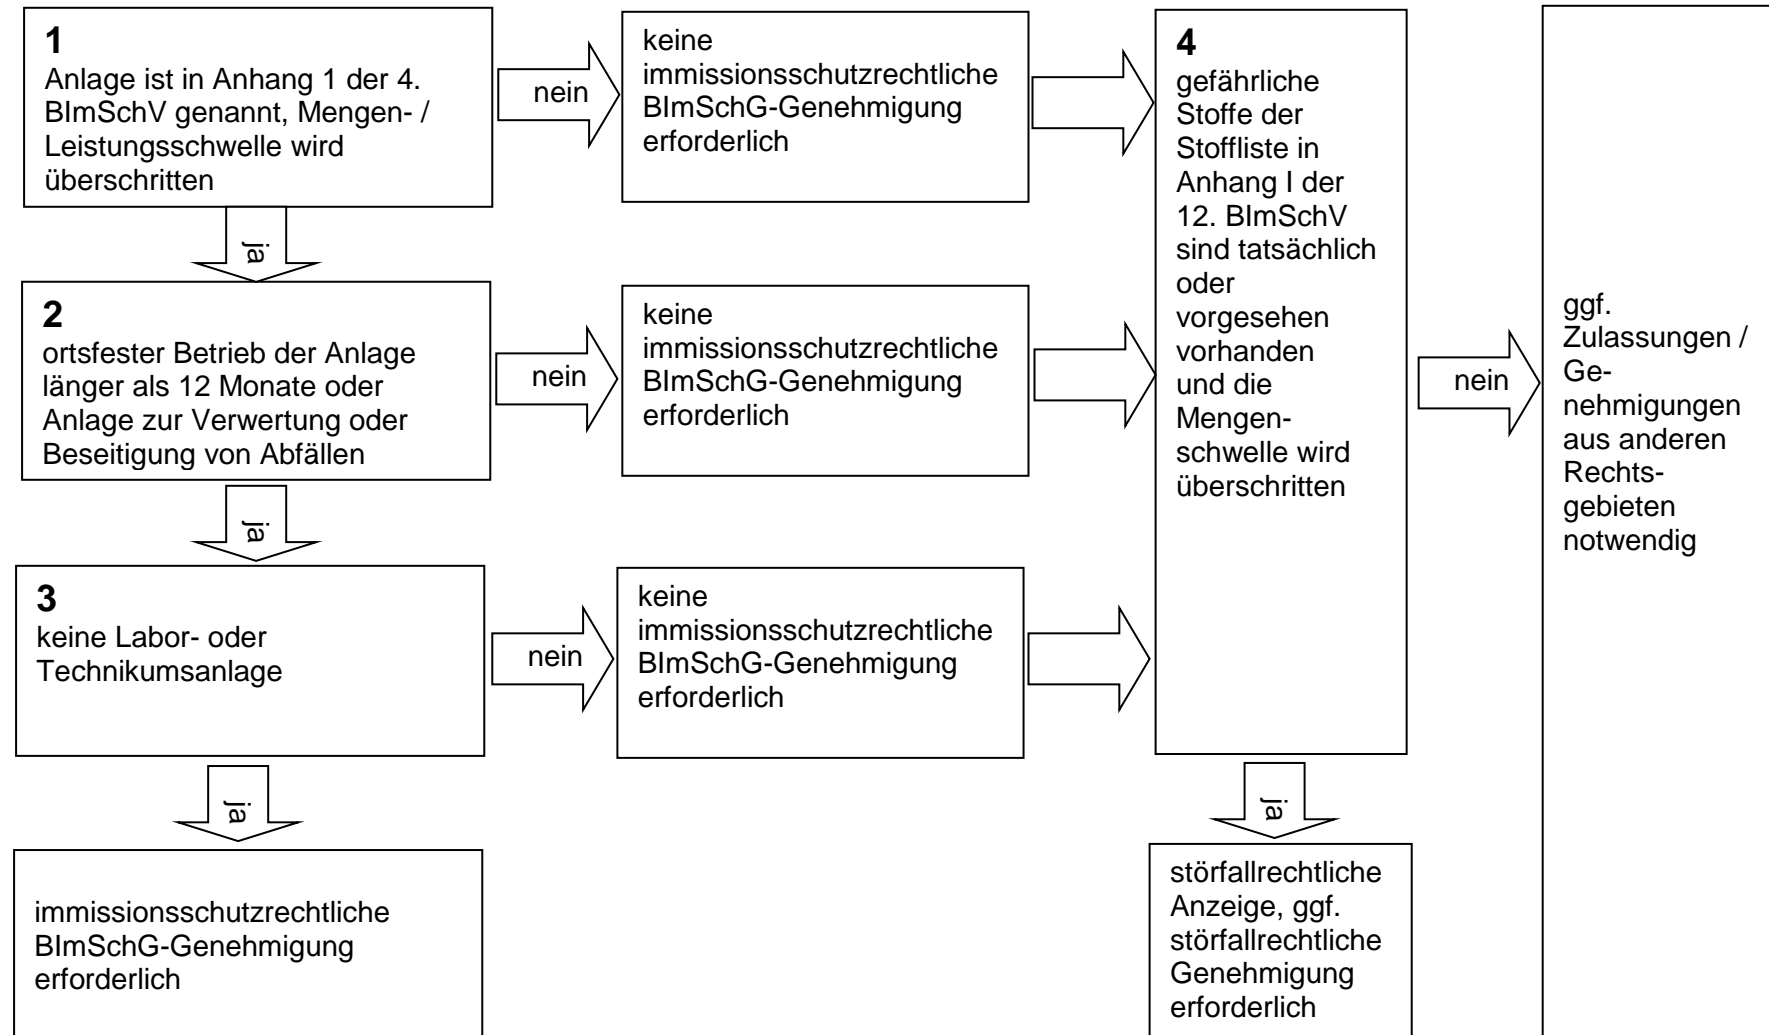 1
Anlage ist in Anhang 1 der 4.
BImSchV genannt, Mengen- /
Leistungsschwelle wird
überschritten
nein
keine
immissionsschutzrechtliche
BImSchG-Genehmigung
erforderlich
ja
2
ortsfester Betrieb der Anlage
länger als 12 Monate oder
Anlage zur Verwertung oder
Beseitigung von Abfällen
nein
keine
immissionsschutzrechtliche
BImSchG-Genehmigung
erforderlich
ja
3
keine Labor- oder
Technikumsanlage
nein
keine
immissionsschutzrechtliche
BImSchG-Genehmigung
erforderlich
ja
immissionsschutzrechtliche
BImSchG-Genehmigung
erforderlich
4
gefährliche
Stoffe der
Stoffliste in
Anhang I der
12. BImSchV
sind tatsächlich
oder
vorgesehen
vorhanden
und die
Mengen-
schwelle wird
überschritten
nein
ja
störfallrechtliche
Anzeige, ggf.
störfallrechtliche
Genehmigung
erforderlich
ggf.
Zulassungen /
Ge-
nehmigungen
aus anderen
Rechts-
gebieten
notwendig